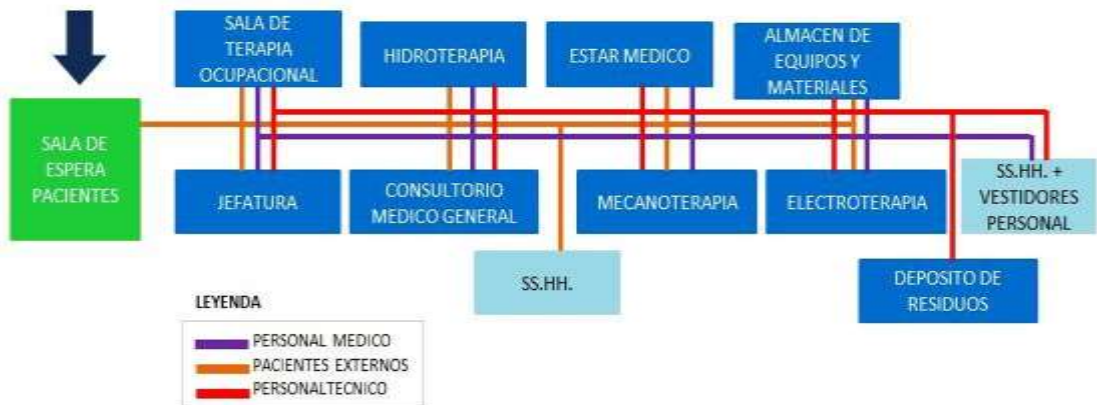 SALA DE
TERAPIA
OCUPACIONAL
HIDROTERAPIA
ESTAR MEDICO
ALMACEN DE
EQUIPOS Y
MATERIALES
SALA DE
ESPERA
PACIENTES
JEFATURA
CONSULTORIO
MEDICO GENERAL
MECANOTERAPIA
ELECTROTERAPIA
SS.HH. +
VESTIDORES
PERSONAL
SS.HH.
DEPOSITO DE
RESIDUOS
LEYENDA
PERSONAL MEDICO
PACIENTES EXTERNOS
PERSONALTECNICO